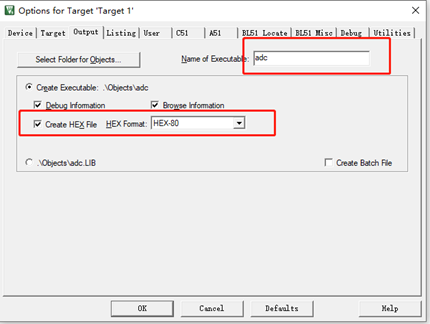 Options for Target 'Target 1'
Device Target Output Listing User C51 A51 BL51 Locate BL51 Misc Debug Utilities
Select Folder for Objects... Name of Executable: adc
Create Executable: .\Objects\adc
Debug Information Browse Information
Create HEX File HEX Format: HEX-80
.\Objects\adc.LIB Create Batch File
OK Cancel Defaults Help